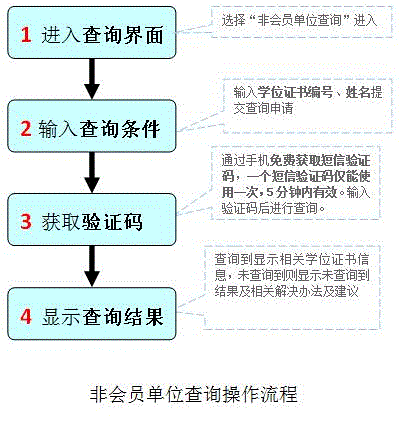 1 进入查询界面
选择“非会员单位查询”进入
2 输入查询条件
输入学位证书编号、姓名提
交查询申请
3 获取验证码
通过手机免费获取短信验证
码，一个短信验证码仅能使
用一次，5分钟内有效。输入
验证码后进行查询。
4 显示查询结果
查询到显示相关学位证书信
息，未查询到则显示未查询到
结果及相关解决办法及建议
非会员单位查询操作流程